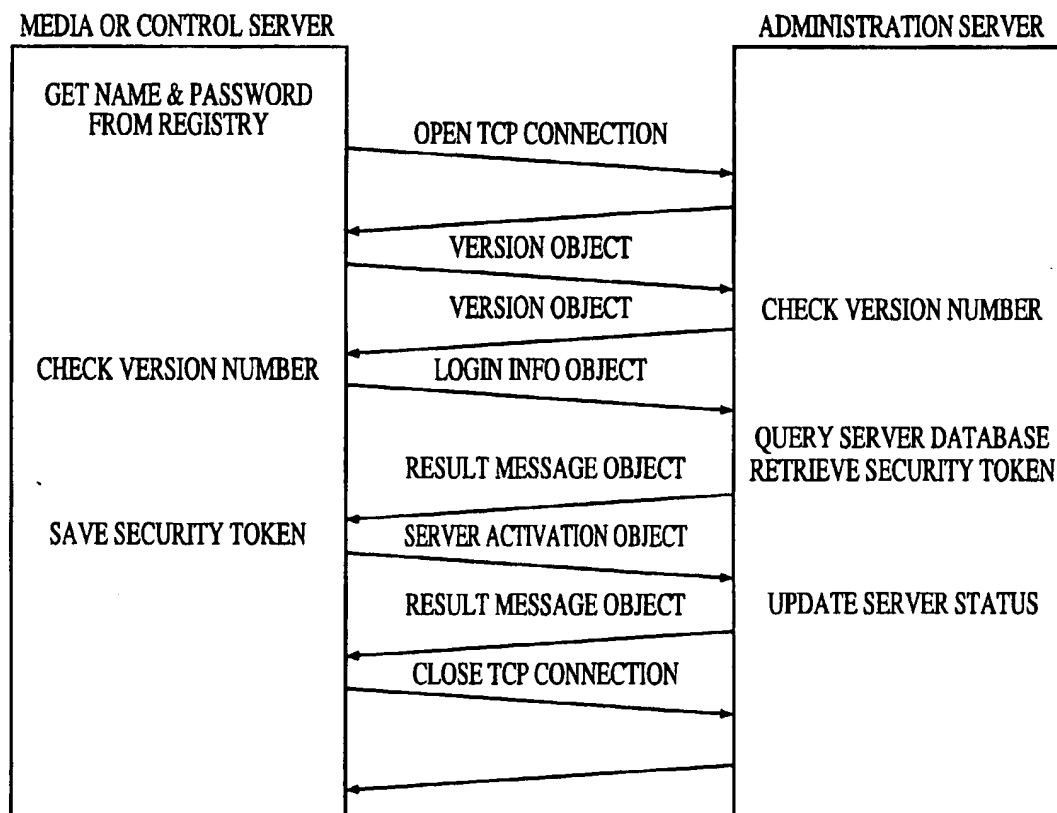 MEDIA OR CONTROL SERVER
ADMINISTRATION SERVER
GET NAME & PASSWORD
FROM REGISTRY
OPEN TCP CONNECTION
VERSION OBJECT
VERSION OBJECT
CHECK VERSION NUMBER
CHECK VERSION NUMBER
LOGIN INFO OBJECT
QUERY SERVER DATABASE
RETRIEVE SECURITY TOKEN
RESULT MESSAGE OBJECT
SAVE SECURITY TOKEN
SERVER ACTIVATION OBJECT
RESULT MESSAGE OBJECT
UPDATE SERVER STATUS
CLOSE TCP CONNECTION